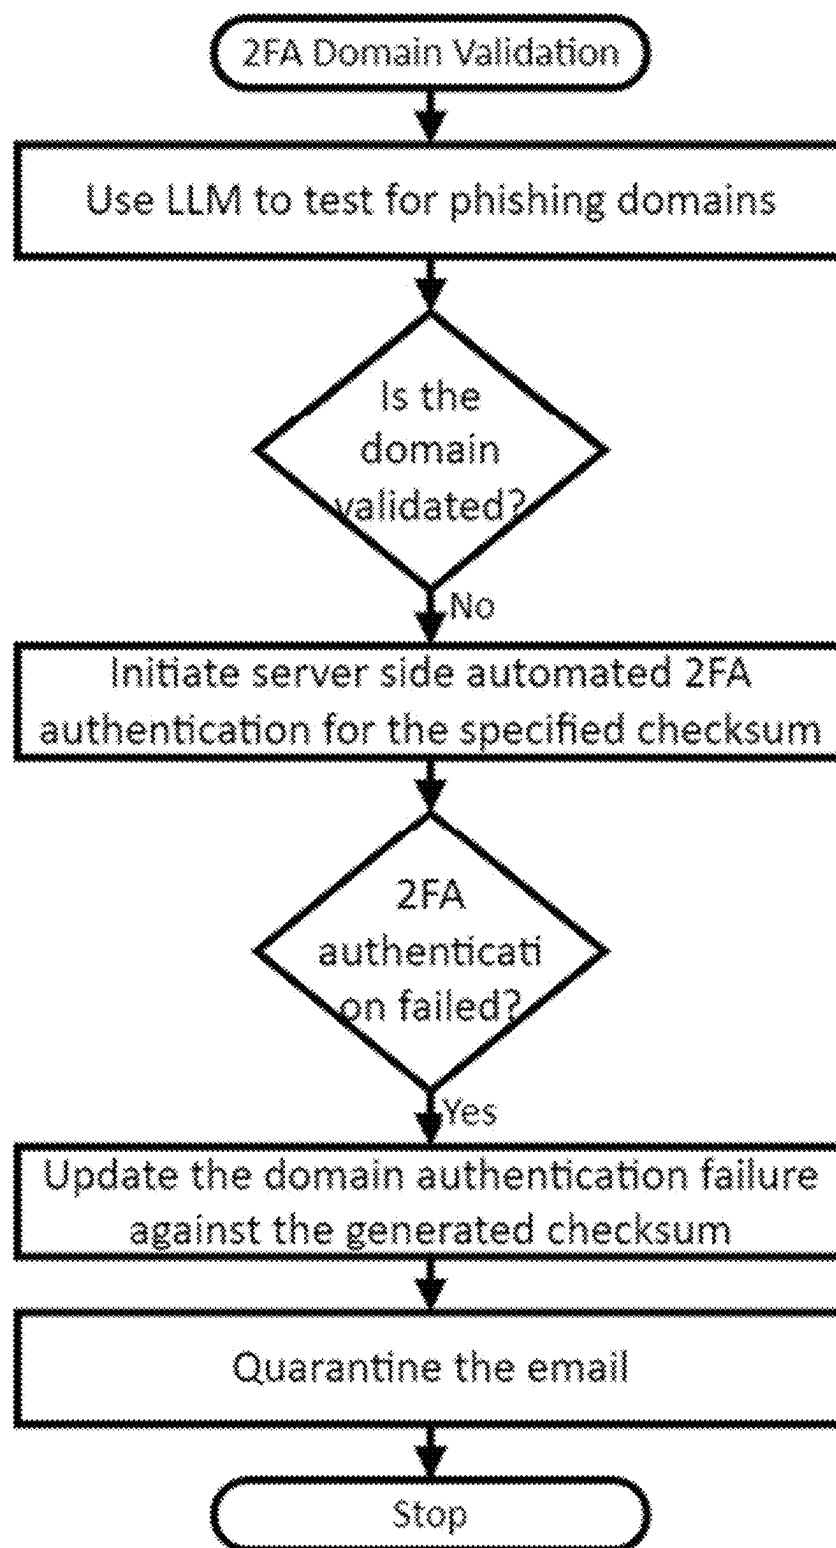 2FA Domain Validation
Use LLM to test for phishing domains
Is the
domain
validated?
No
Initiate server side automated 2FA
authentication for the specified checksum
2FA
authenticati
on failed?
Yes
Update the domain authentication failure
against the generated checksum
Quarantine the email
Stop